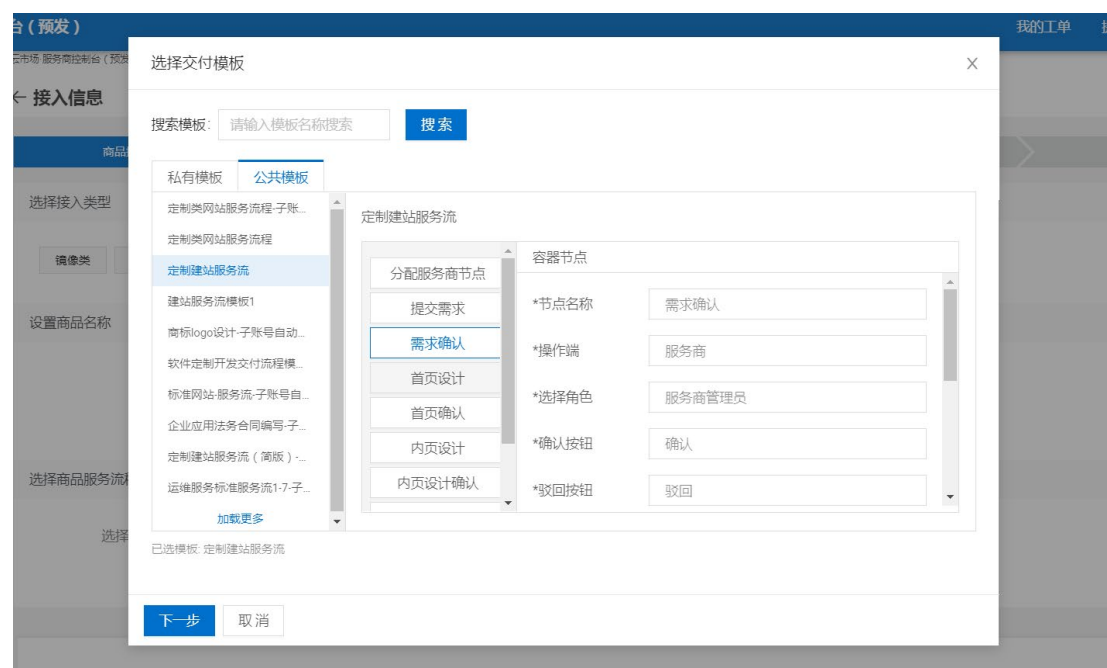 台（预发）
我的工单
云市场 服务商控制台（预发
← 接入信息
商品
选择接入类型
镜像类
设置商品名称
选择商品服务流程
选择
选择交付模板
搜索模板:
请输入模板名称搜索
搜索
私有模板
公共模板
定制类网站服务流程-子账...
定制类网站服务流程
定制建站服务流
建站服务流模板1
商标logo设计-子账号自动...
软件定制开发交付流程模...
标准网站-服务流-子账号自...
企业应用法务合同编写-子...
定制建站服务流（简版）-...
运维服务标准服务流1-7-子...
加载更多
定制建站服务流
分配服务商节点
提交需求
需求确认
首页设计
首页确认
内页设计
内页设计确认
容器节点
*节点名称
需求确认
*操作端
服务商
*选择角色
服务商管理员
*确认按钮
确认
*驳回按钮
驳回
已选模板: 定制建站服务流
下一步
取消